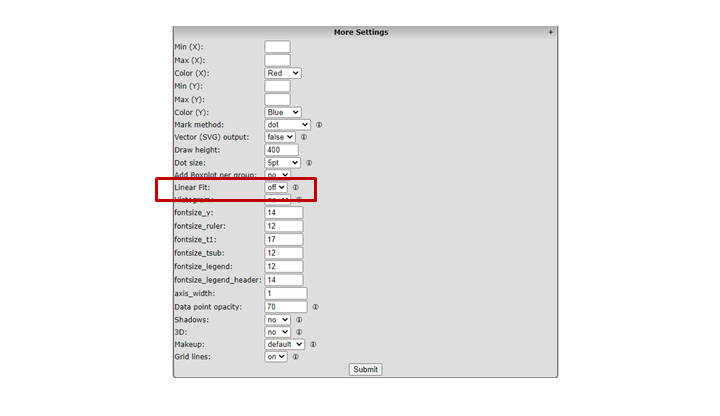 More Settings +
Min (X):
Max (X):
Color (X): Red
Min (Y):
Max (Y):
Color (Y): Blue
Mark method: dot
Vector (SVG) output: false
Draw height: 400
Dot size: 5pt
Add Boxplot per group: no
Linear Fit: off
Histogram: no
fontsize_y: 14
fontsize_ruler: 12
fontsize_t1: 17
fontsize_tsub: 12
fontsize_legend: 12
fontsize_legend_header: 14
axis_width: 1
Data point opacity: 70
Shadows: no
3D: no
Makeup: default
Grid lines: on
Submit